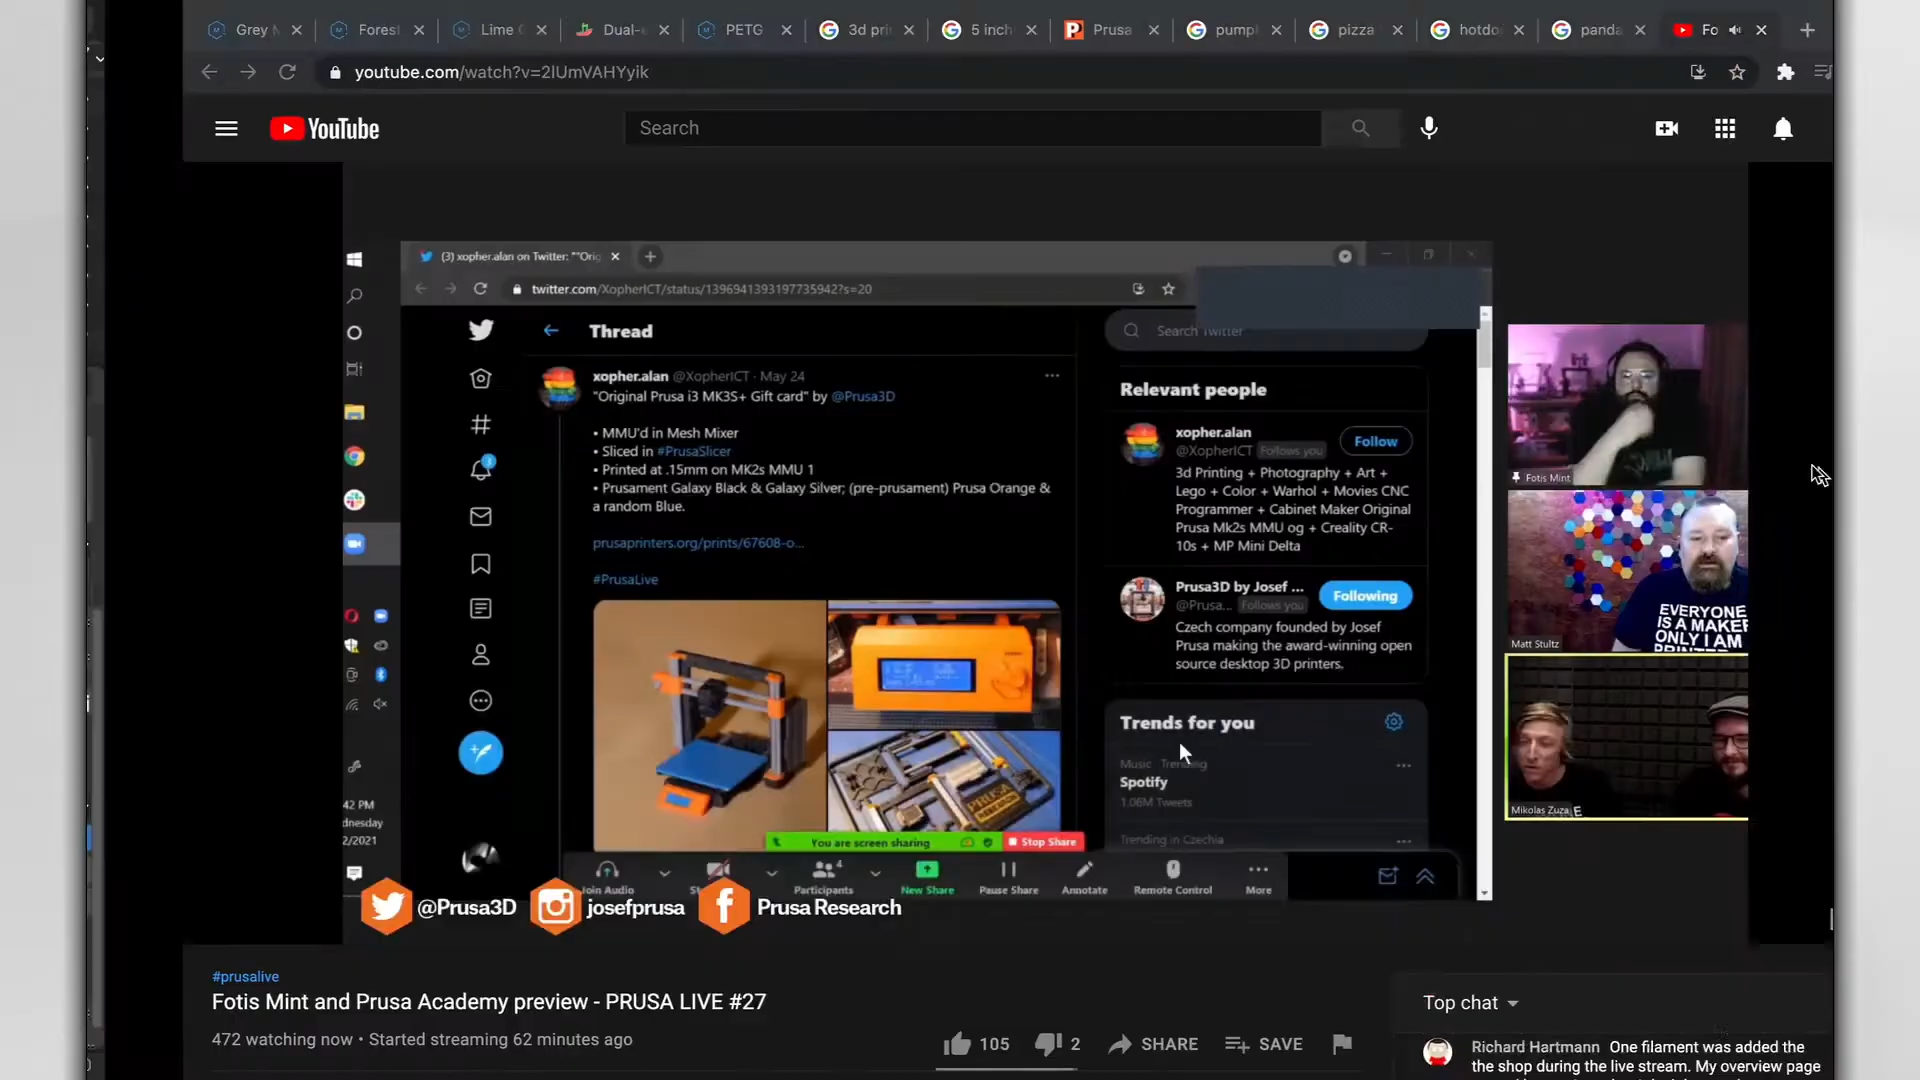 Grey
Forest
Lime
Dual-e
PETG
3d prin
5 inch
Prusa
pump
pizza
hotdo
panda
Fo
youtube.com/watch?v=2lUmVAHYyik
YouTube
Search
(3) xopher.alan on Twitter: "'Orig
twitter.com/XopherICT/status/1396941393197735942?s=20
Thread
Search Twitter
xopher.alan @XopherICT · May 24
"Original Prusa i3 MK3S+ Gift card" by @Prusa3D
• MMU'd in Mesh Mixer
• Sliced in #PrusaSlicer
• Printed at .15mm on MK2s MMU 1
• Prusament Galaxy Black & Galaxy Silver; (pre-prusament) Prusa Orange &
a random Blue.
prusaprinters.org/prints/67608-o...
#PrusaLive
PRUSA
Relevant people
xopher.alan
@XopherICT Follows you
Follow
3d Printing + Photography + Art +
Lego + Color + Warhol + Movies CNC
Programmer + Cabinet Maker Original
Prusa Mk2s MMU og + Creality CR-
10s + MP Mini Delta
Prusa3D by Josef ...
@Prusa... Follows you
Following
Czech company founded by Josef
Prusa making the award-winning open
source desktop 3D printers.
Trends for you
Music · Trending
Spotify
1.06M Tweets
Trending in Czechia
Fotis Mint
EVERYONE
IS A MAKER
ONLY I AM
Matt Stultz
Mikolas Zuza
42 PM
dnesday
2/2021
You are screen sharing
Stop Share
oin Audio
Participants
4
New Share
Pause Share
Annotate
Remote Control
More
@Prusa3D
josefprusa
Prusa Research
#prusalive
Fotis Mint and Prusa Academy preview - PRUSA LIVE #27
472 watching now • Started streaming 62 minutes ago
105
2
SHARE
SAVE
Top chat
Richard Hartmann One filament was added the
the shop during the live stream. My overview page